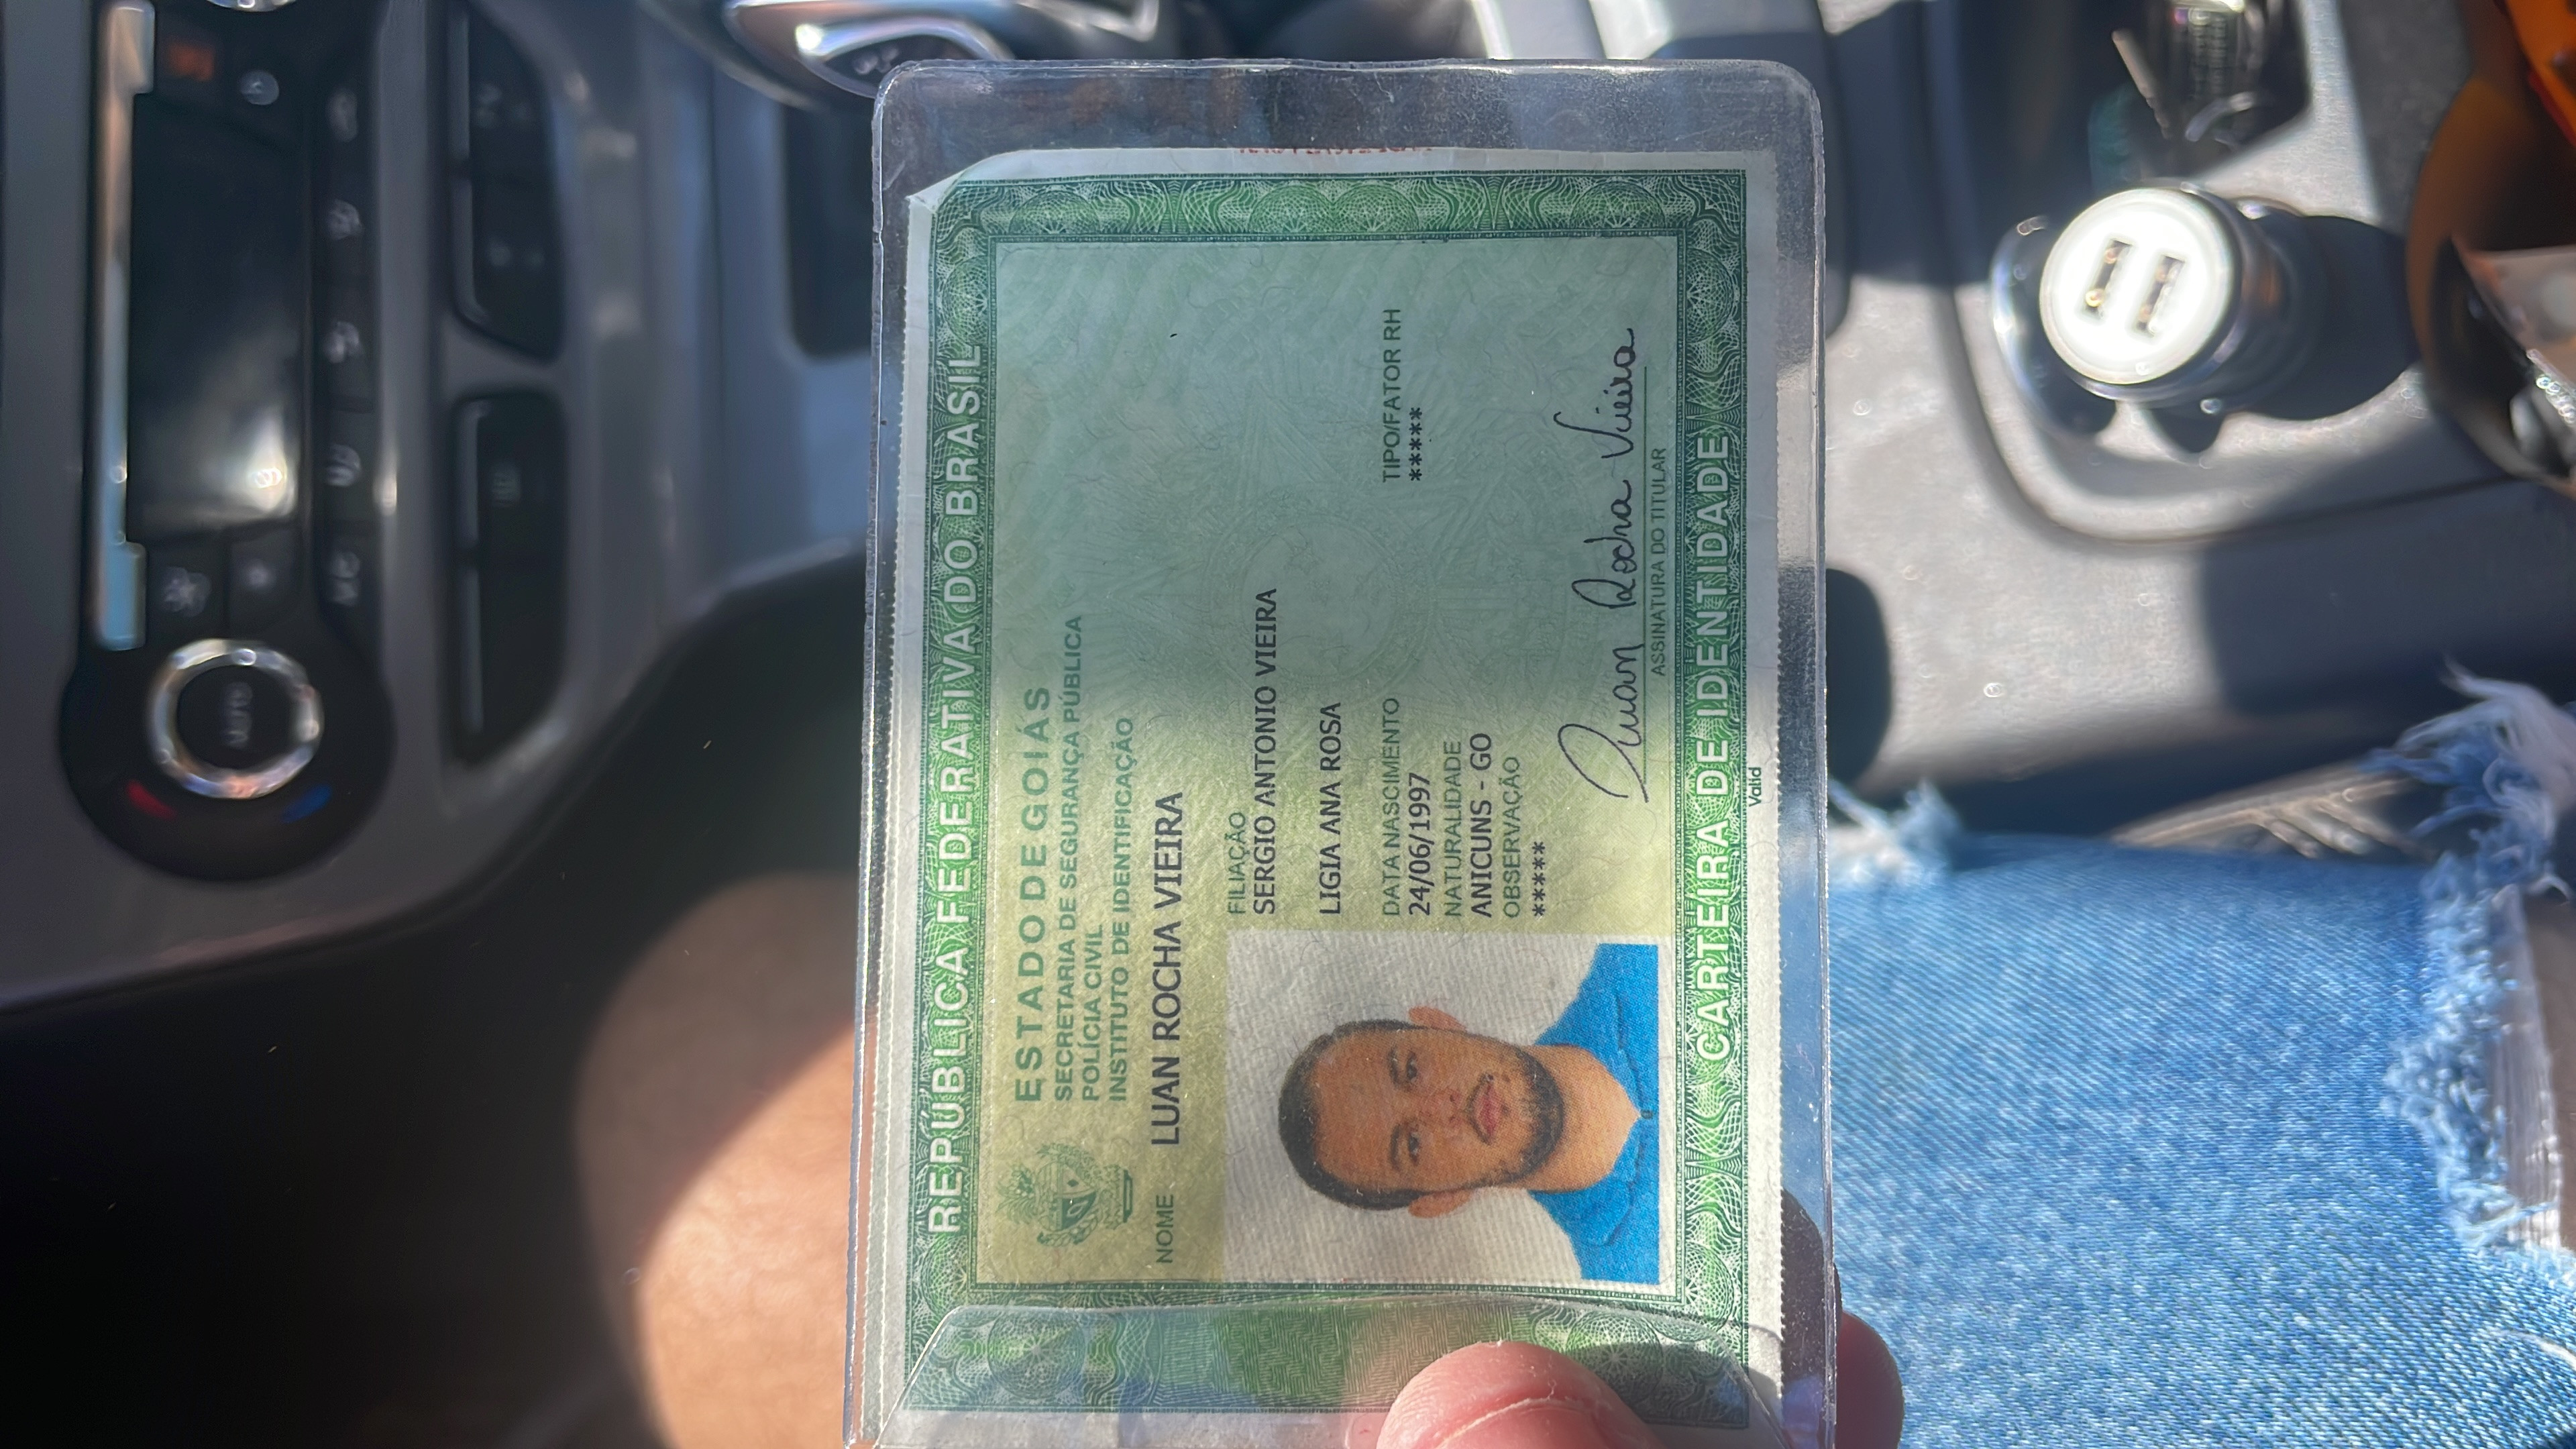 REPÚBLICA FEDERATIVA DO BRASIL
ESTADO DE GOIÁS
SECRETARIA DE SEGURANÇA PÚBLICA
POLÍCIA CIVIL
INSTITUTO DE IDENTIFICAÇÃO
NOME LUAN ROCHA VIEIRA
FILIAÇÃO
SERGIO ANTONIO VIEIRA
LIGIA ANA ROSA
DATA NASCIMENTO TIPO/FATOR RH
24/06/1997 ******
NATURALIDADE
ANICUNS - GO
OBSERVAÇÃO
******
Luan Rocha Vieira
ASSINATURA DO TITULAR
CARTEIRA DE IDENTIDADE
Valid
AUTO